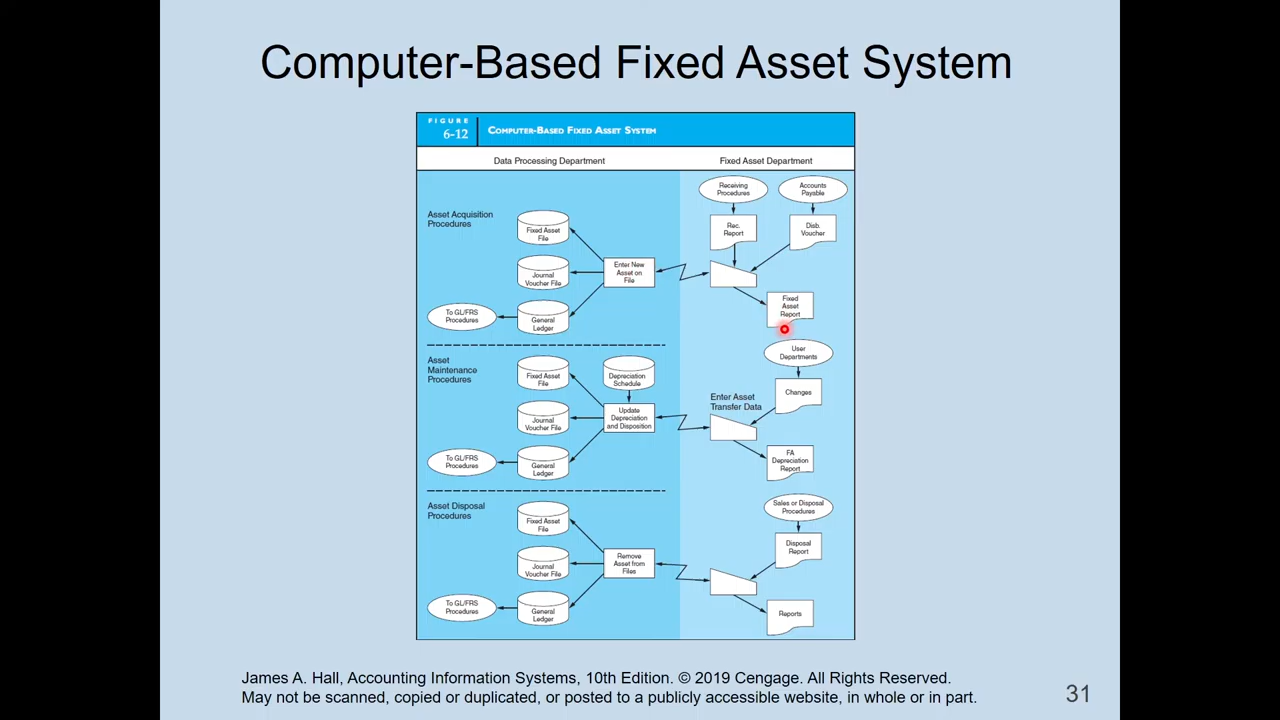 Computer-Based Fixed Asset System
FIGURE
6-12
COMPUTER-BASED FIXED ASSET SYSTEM
Data Processing Department
Fixed Asset Department
Receiving
Procedures
Accounts
Payable
Asset Acquisition
Procedures
Fixed Asset
File
Rec.
Report
Disb.
Voucher
Journal
Voucher File
Enter New
Asset on
File
To GL/FRS
Procedures
General
Ledger
Fixed
Asset
Report
User
Departments
Asset
Maintenance
Procedures
Fixed Asset
File
Depreciation
Schedule
Changes
Enter Asset
Transfer Data
Journal
Voucher File
Update
Depreciation
and Disposition
To GL/FRS
Procedures
General
Ledger
FA
Depreciation
Report
Asset Disposal
Procedures
Sales or Disposal
Procedures
Fixed Asset
File
Disposal
Report
Journal
Voucher File
Remove
Asset from
Files
To GL/FRS
Procedures
General
Ledger
Reports
James A. Hall, Accounting Information Systems, 10th Edition. © 2019 Cengage. All Rights Reserved.
May not be scanned, copied or duplicated, or posted to a publicly accessible website, in whole or in part.
31